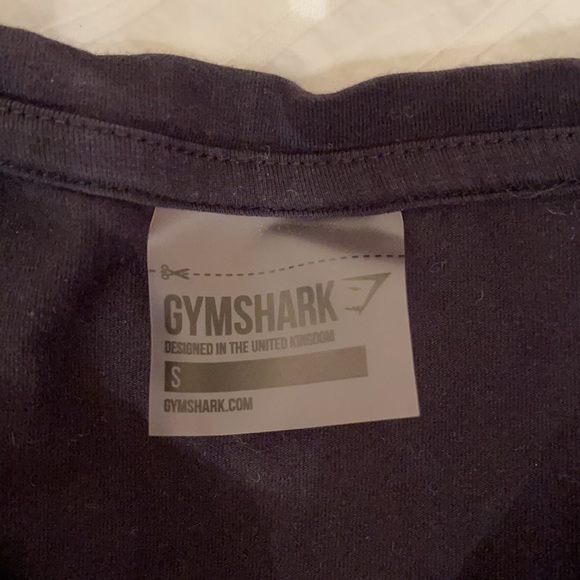 GYMSHARK
DESIGNED IN THE UNITED KINGDOM
S
GYMSHARK.COM